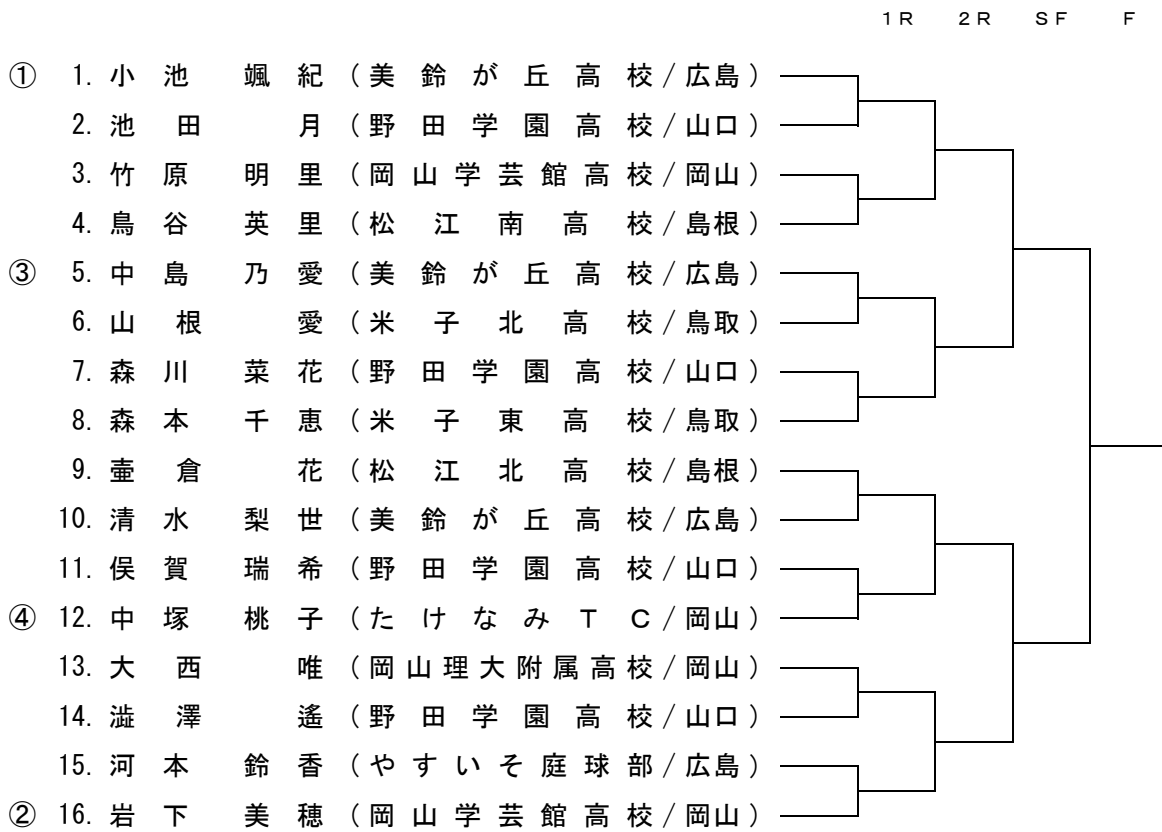 1R 2R SF F
① 1. 小池 颯紀 (美鈴が丘高校/広島)
2. 池田 月 (野田学園高校/山口)
3. 竹原 明里 (岡山学芸館高校/岡山)
4. 鳥谷 英里 (松江南高校/島根)
③ 5. 中島 乃愛 (美鈴が丘高校/広島)
6. 山根 愛 (米子北高校/鳥取)
7. 森川 菜花 (野田学園高校/山口)
8. 森本 千恵 (米子東高校/鳥取)
9. 壷倉 花 (松江北高校/島根)
10. 清水 梨世 (美鈴が丘高校/広島)
11. 俣賀 瑞希 (野田学園高校/山口)
④ 12. 中塚 桃子 (たけなみTC/岡山)
13. 大西 唯 (岡山理大附属高校/岡山)
14. 澁澤 遙 (野田学園高校/山口)
15. 河本 鈴香 (やすいそ庭球部/広島)
② 16. 岩下 美穂 (岡山学芸館高校/岡山)